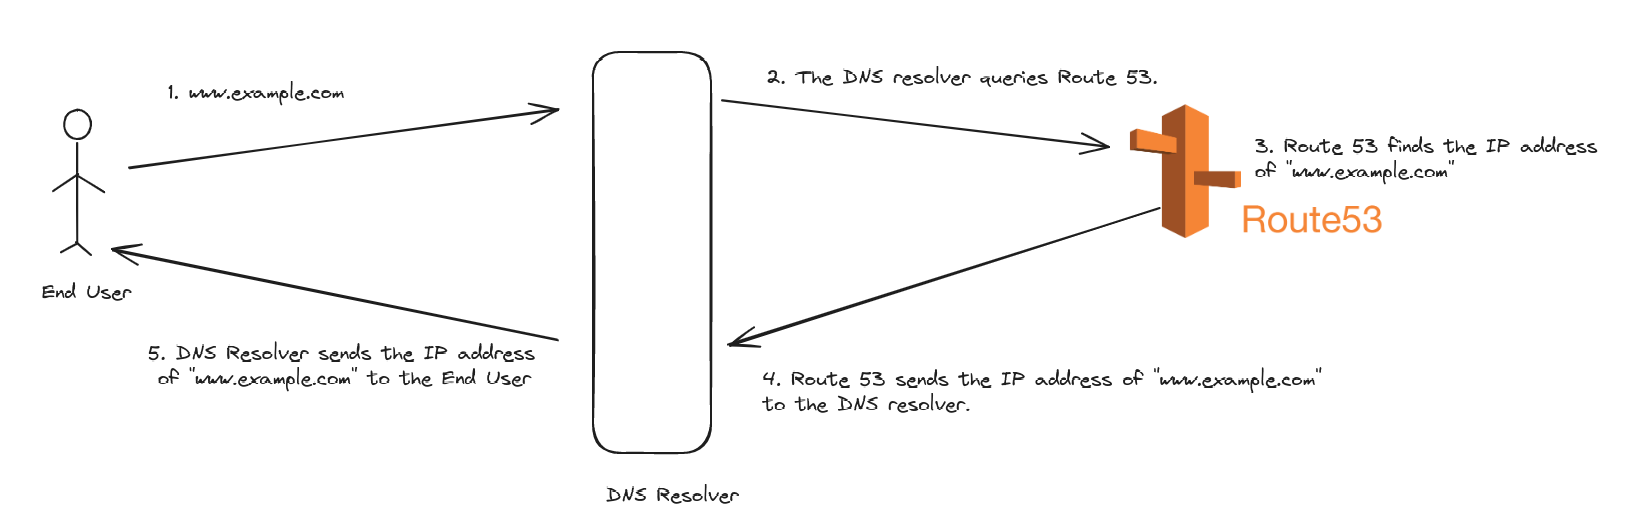 1. www.example.com
2. The DNS resolver queries Route 53.
3. Route 53 finds the IP address
of "www.example.com"
Route53
End User
5. DNS Resolver sends the IP address
of "www.example.com" to the End User
4. Route 53 sends the IP address of "www.example.com"
to the DNS resolver.
DNS Resolver